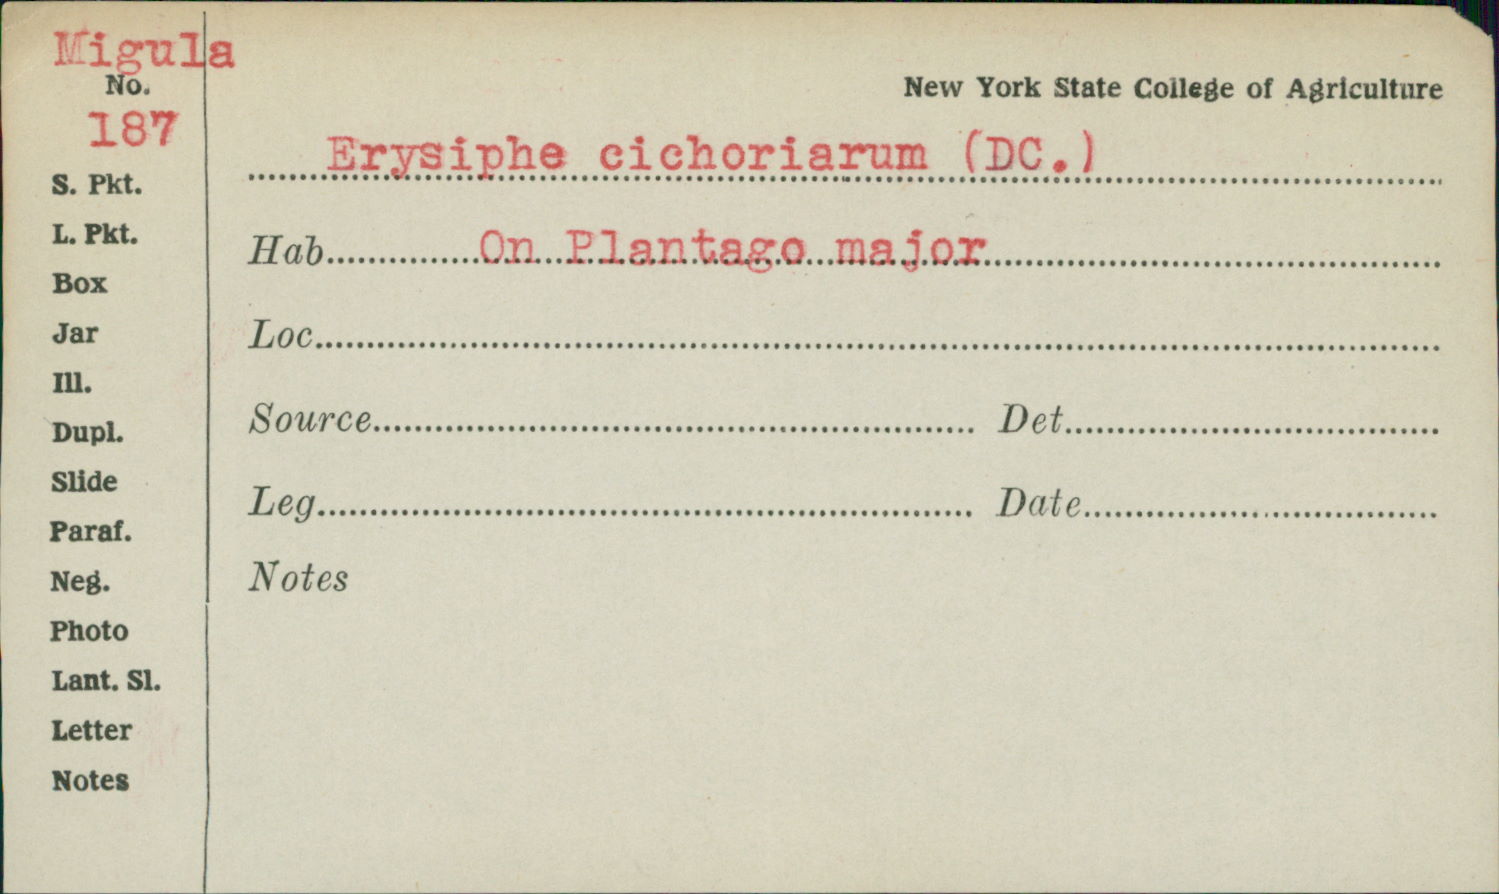 Migula
No.
187
New York State College of Agriculture
Erysiphe cichoriarum (DC.)
S. Pkt.
L. Pkt.
Box
Jar
Ill.
Dupl.
Slide
Paraf.
Neg.
Photo
Lant. Sl.
Letter
Notes
Hab. On Plantago major
Loc.
Source Det.
Leg. Date
Notes